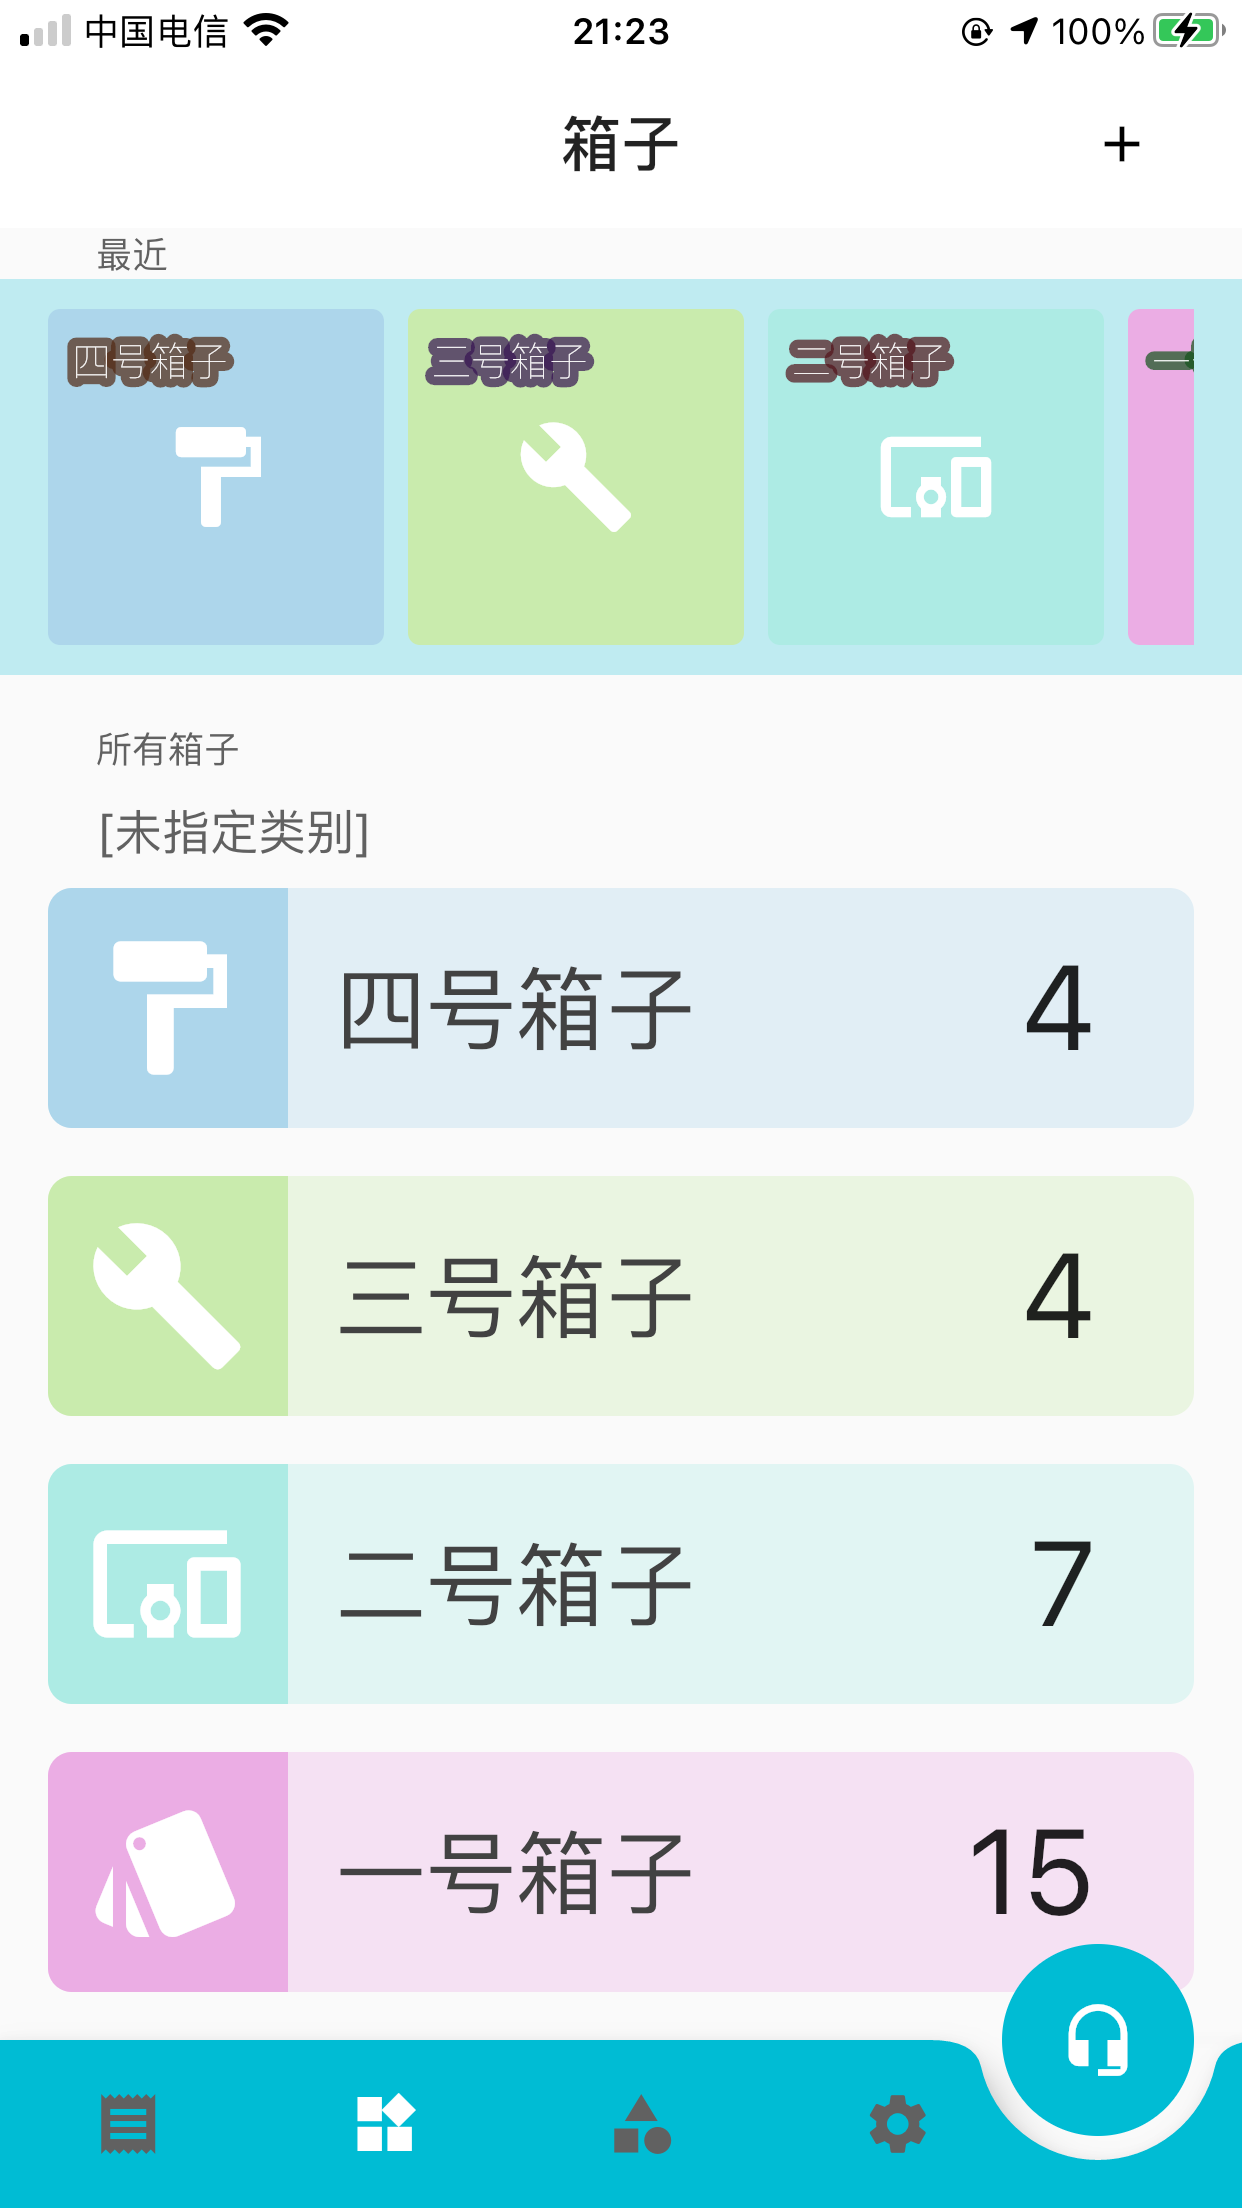 中国电信 21:23 100%
箱子 +
最近
四号箱子 三号箱子 二号箱子 一
所有箱子
[未指定类别]
四号箱子 4
三号箱子 4
二号箱子 7
一号箱子 15